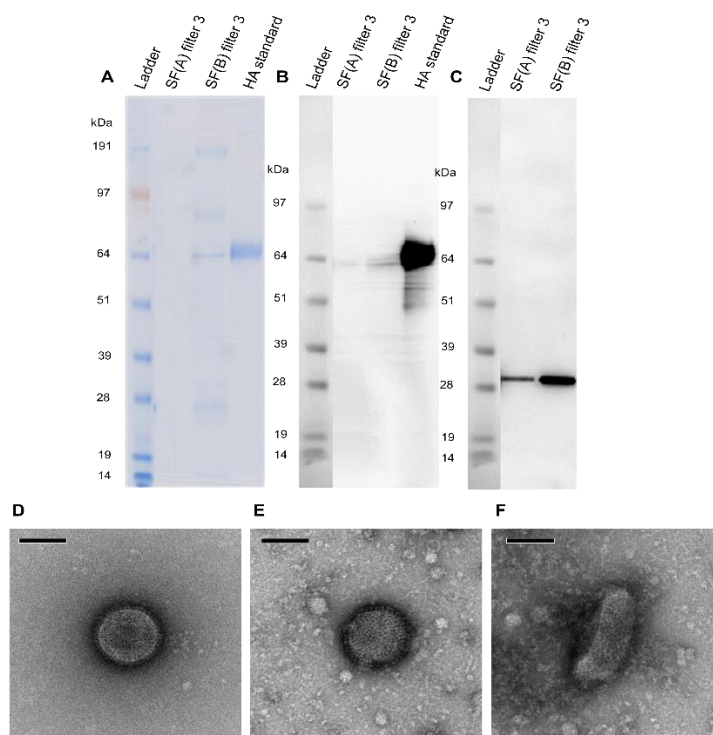 A
Ladder
SF(A) filter 3
SF(B) filter 3
HA standard
kDa
191
97
64
51
39
28
19
14
B
Ladder
SF(A) filter 3
SF(B) filter 3
HA standard
kDa
97
64
51
39
28
19
14
C
Ladder
SF(A) filter 3
SF(B) filter 3
kDa
97
64
51
39
28
19
14
D
E
F